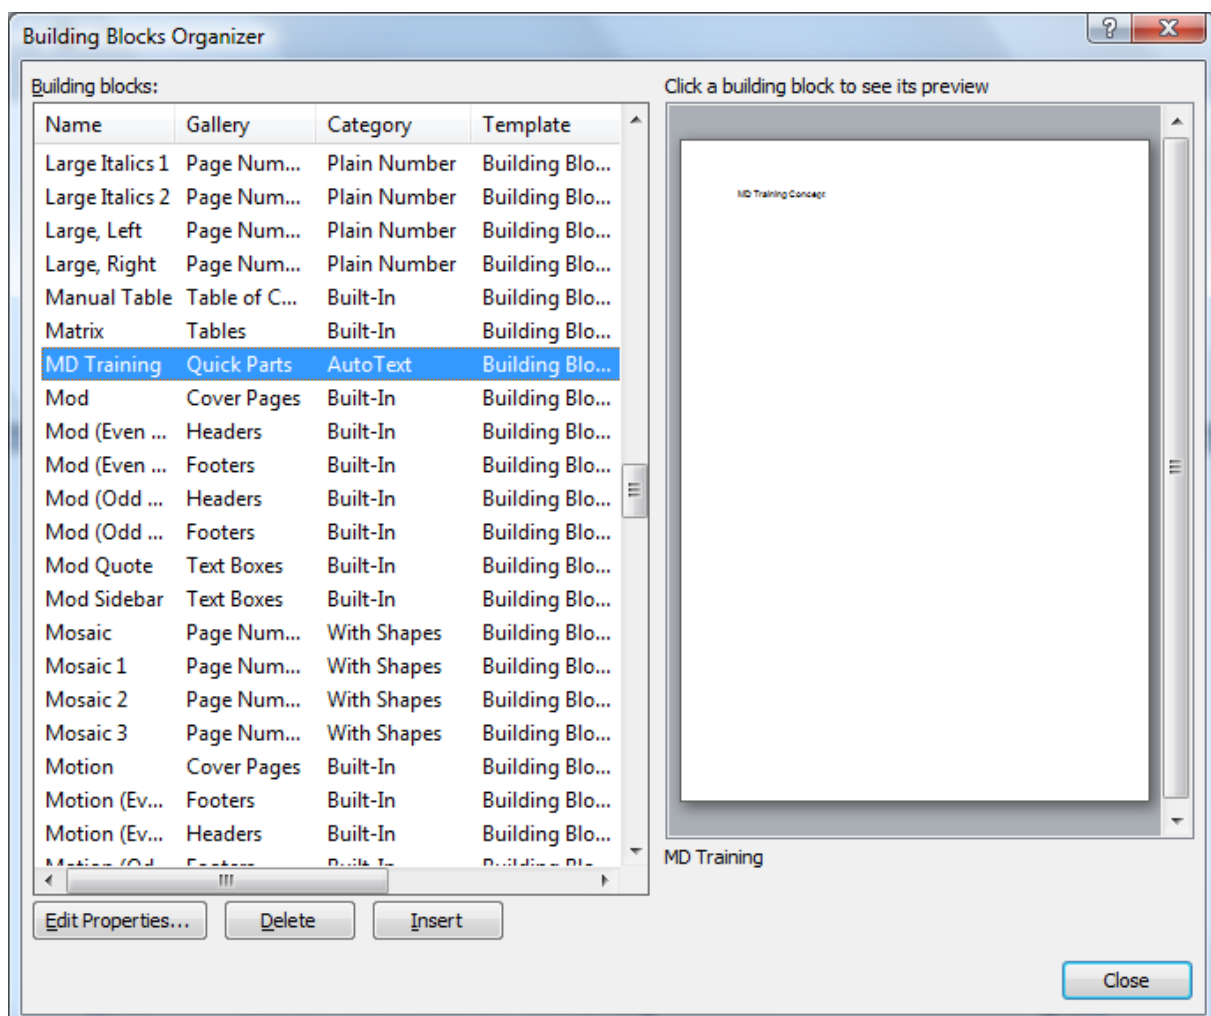 Building Blocks Organizer
Building blocks:
Click a building block to see its preview
Name Gallery Category Template
Large Italics 1 Page Num... Plain Number Building Blo...
Large Italics 2 Page Num... Plain Number Building Blo...
Large, Left Page Num... Plain Number Building Blo...
Large, Right Page Num... Plain Number Building Blo...
Manual Table Table of C... Built-In Building Blo...
Matrix Tables Built-In Building Blo...
MD Training Quick Parts AutoText Building Blo...
Mod Cover Pages Built-In Building Blo...
Mod (Even ... Headers Built-In Building Blo...
Mod (Even ... Footers Built-In Building Blo...
Mod (Odd ... Headers Built-In Building Blo...
Mod (Odd ... Footers Built-In Building Blo...
Mod Quote Text Boxes Built-In Building Blo...
Mod Sidebar Text Boxes Built-In Building Blo...
Mosaic Page Num... With Shapes Building Blo...
Mosaic 1 Page Num... With Shapes Building Blo...
Mosaic 2 Page Num... With Shapes Building Blo...
Mosaic 3 Page Num... With Shapes Building Blo...
Motion Cover Pages Built-In Building Blo...
Motion (Ev... Footers Built-In Building Blo...
Motion (Ev... Headers Built-In Building Blo...
MD Training Concept
MD Training
Edit Properties... Delete Insert
Close